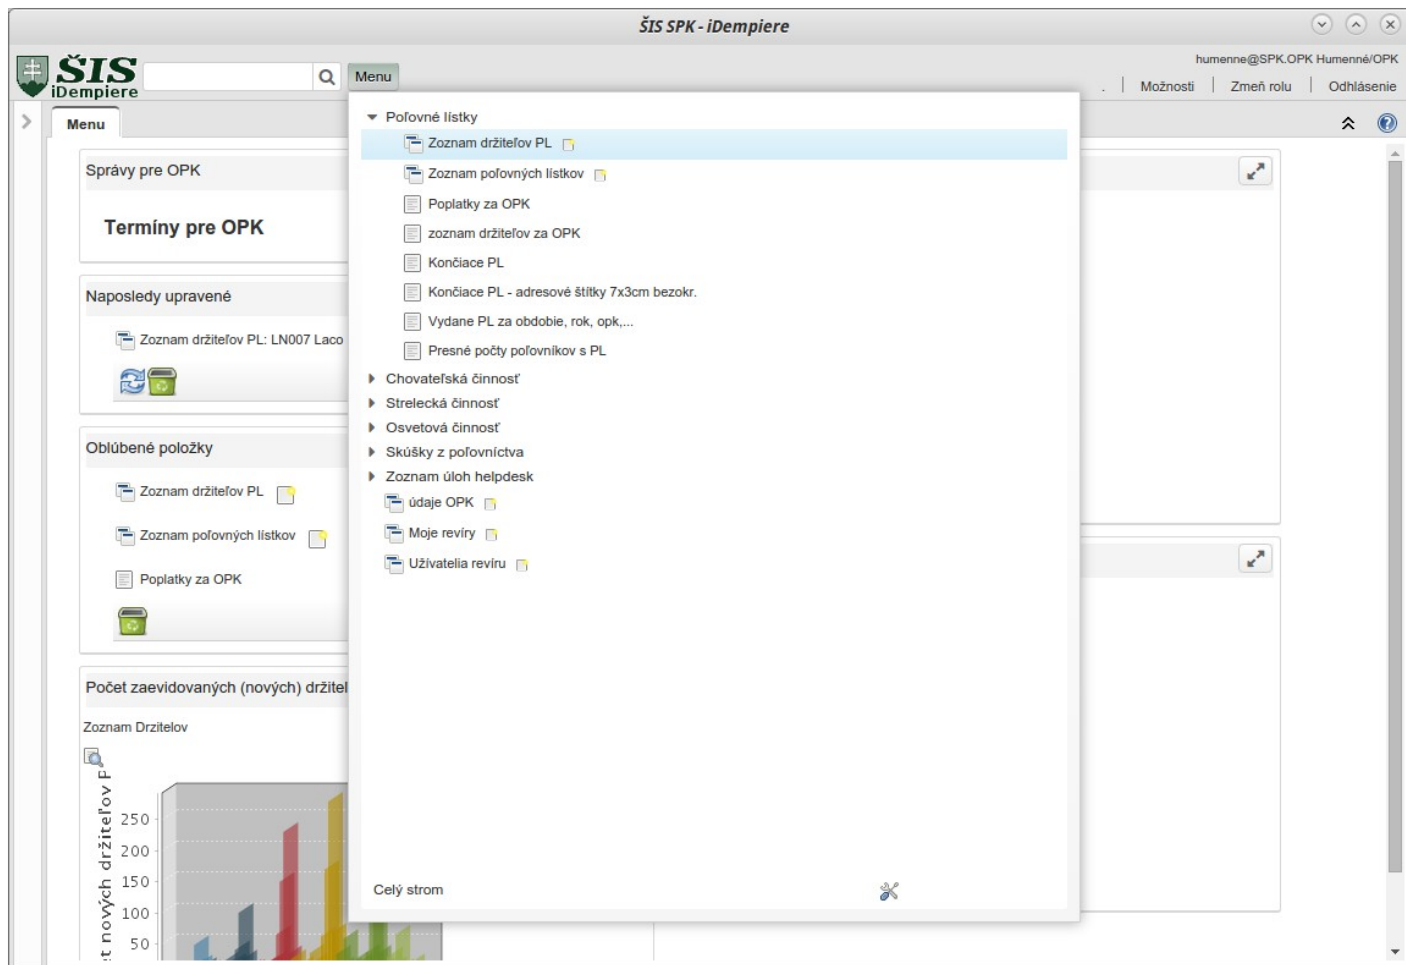 ŠIS SPK - iDempiere
ŠIS
iDempiere
Menu
humenne@SPK.OPK Humenné/OPK
. | Možnosti | Zmeň rolu | Odhlásenie
Menu
Správy pre OPK
Termíny pre OPK
Naposledy upravené
Zoznam držiteľov PL: LN007 Laco
Obľúbené položky
Zoznam držiteľov PL
Zoznam poľovných lístkov
Poplatky za OPK
Počet zaevidovaných (nových) držiteľ
Zoznam Drzitelov
et nových držiteľov P
250
200
150
100
50
Poľovné lístky
Zoznam držiteľov PL
Zoznam poľovných lístkov
Poplatky za OPK
zoznam držiteľov za OPK
Končiace PL
Končiace PL - adresové štítky 7x3cm bezokr.
Vydane PL za obdobie, rok, opk,...
Presné počty poľovníkov s PL
Chovateľská činnosť
Strelecká činnosť
Osvetová činnosť
Skúšky z poľovníctva
Zoznam úloh helpdesk
údaje OPK
Moje revíry
Užívatelia revíru
Celý strom